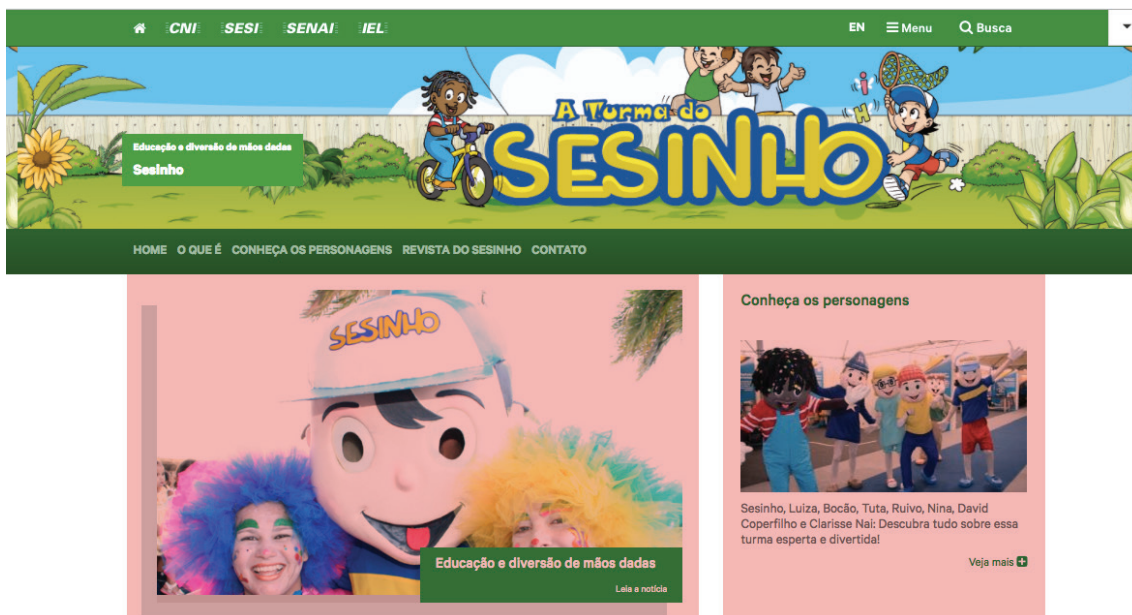 CNI SESI SENAI IEL EN Menu Busca
A Turma do
SESINHO
i
H
Educação e diversão de mãos dadas
Sesinho
HOME O QUE É CONHEÇA OS PERSONAGENS REVISTA DO SESINHO CONTATO
SESINHO
Educação e diversão de mãos dadas
Leia a notícia
Conheça os personagens
Sesinho, Luiza, Bocão, Tuta, Ruivo, Nina, David
Coperfilho e Clarisse Nai: Descubra tudo sobre essa
turma esperta e divertida!
Veja mais